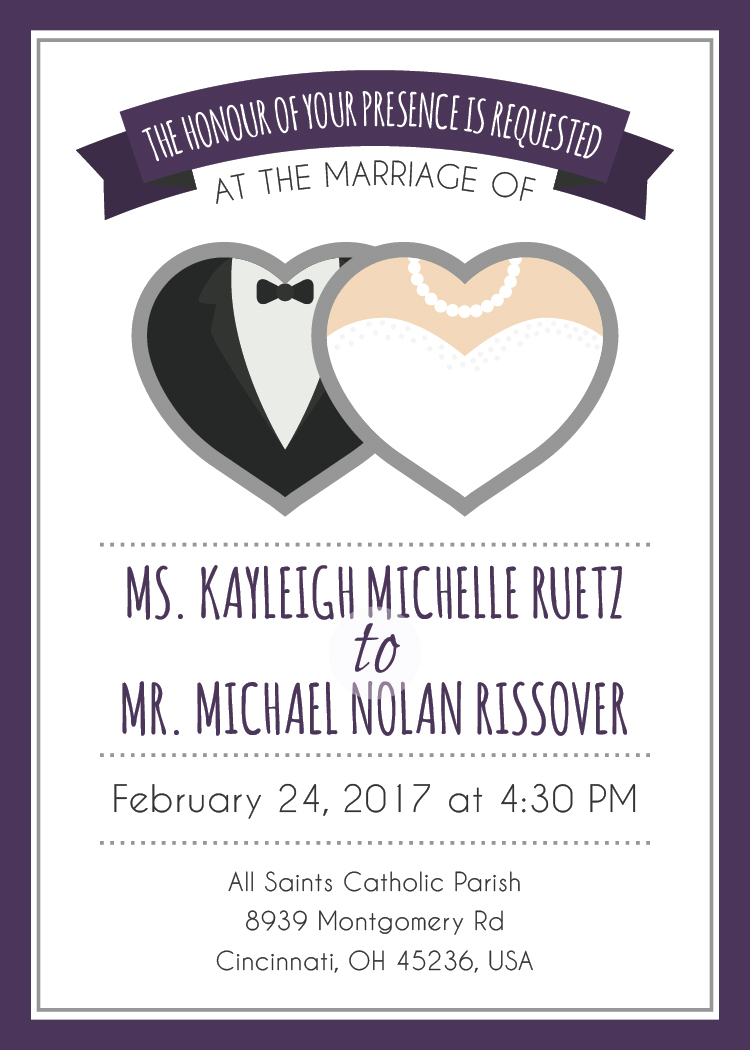 THE HONOUR OF YOUR PRESENCE IS REQUESTED
AT THE MARRIAGE OF
MS. KAYLEIGH MICHELLE RUETZ
to
MR. MICHAEL NOLAN RISSOVER
February 24, 2017 at 4:30 PM
All Saints Catholic Parish
8939 Montgomery Rd
Cincinnati, OH 45236, USA